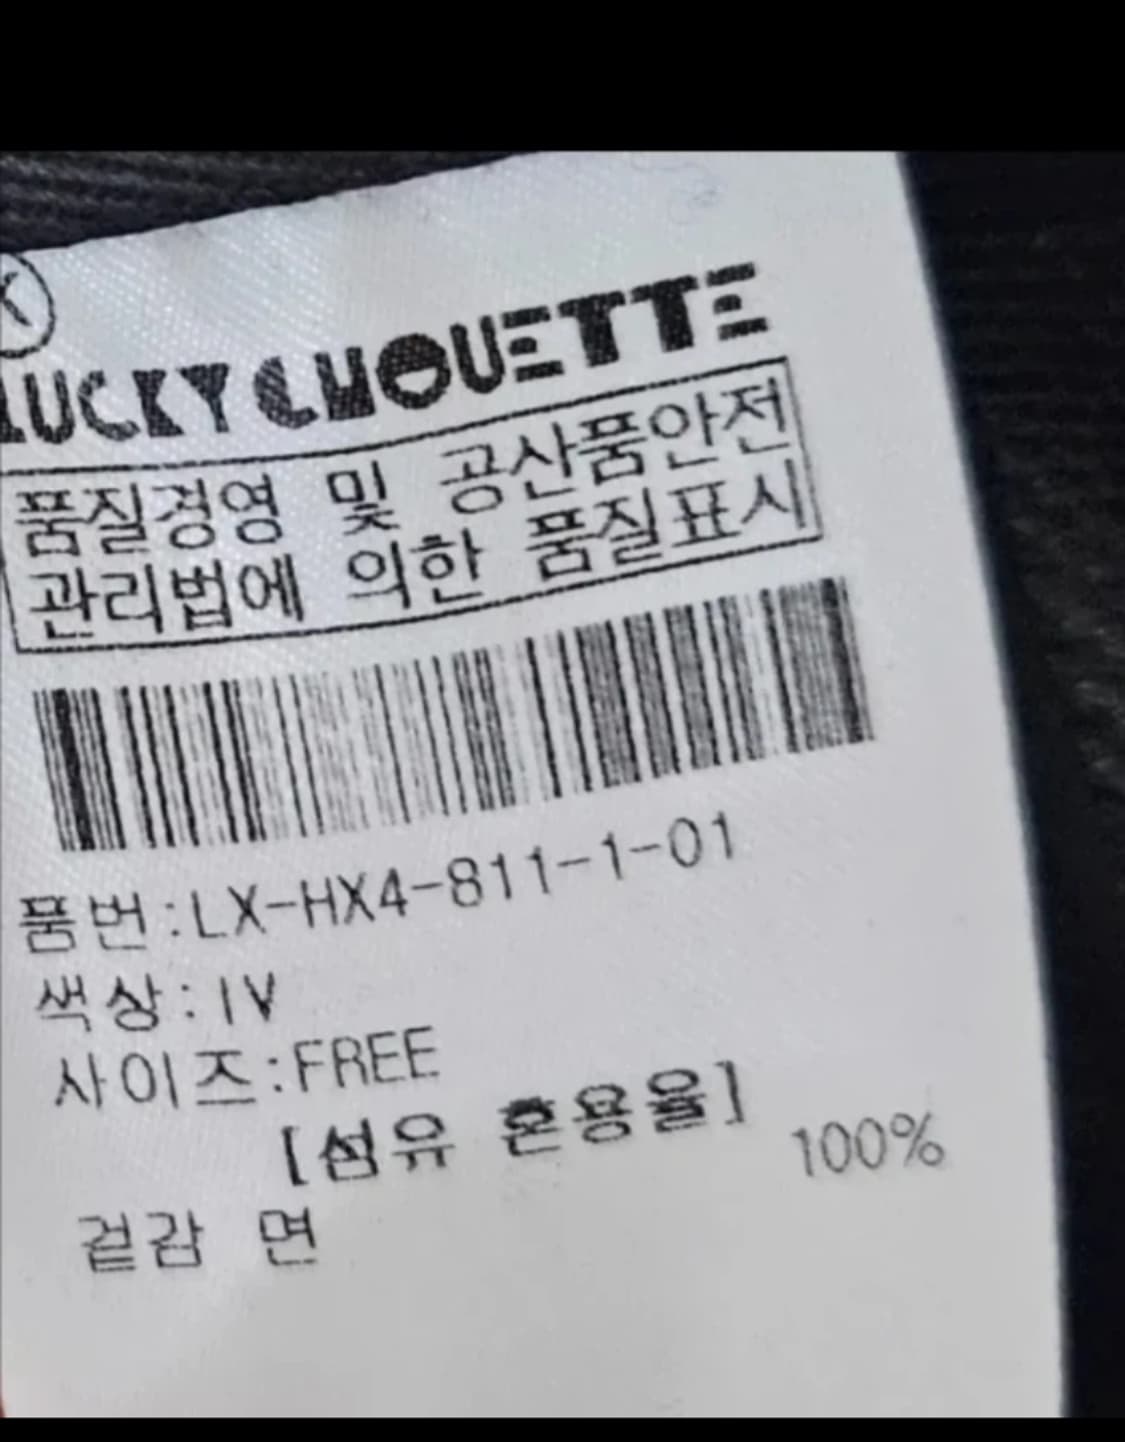 K
LUCKY CHOUETTE
품질경영 및 공산품안전
관리법에 의한 품질표시
품번:LX-HX4-811-1-01
색상:IV
사이즈:FREE
[섬유 혼용율]
겉감 면 100%